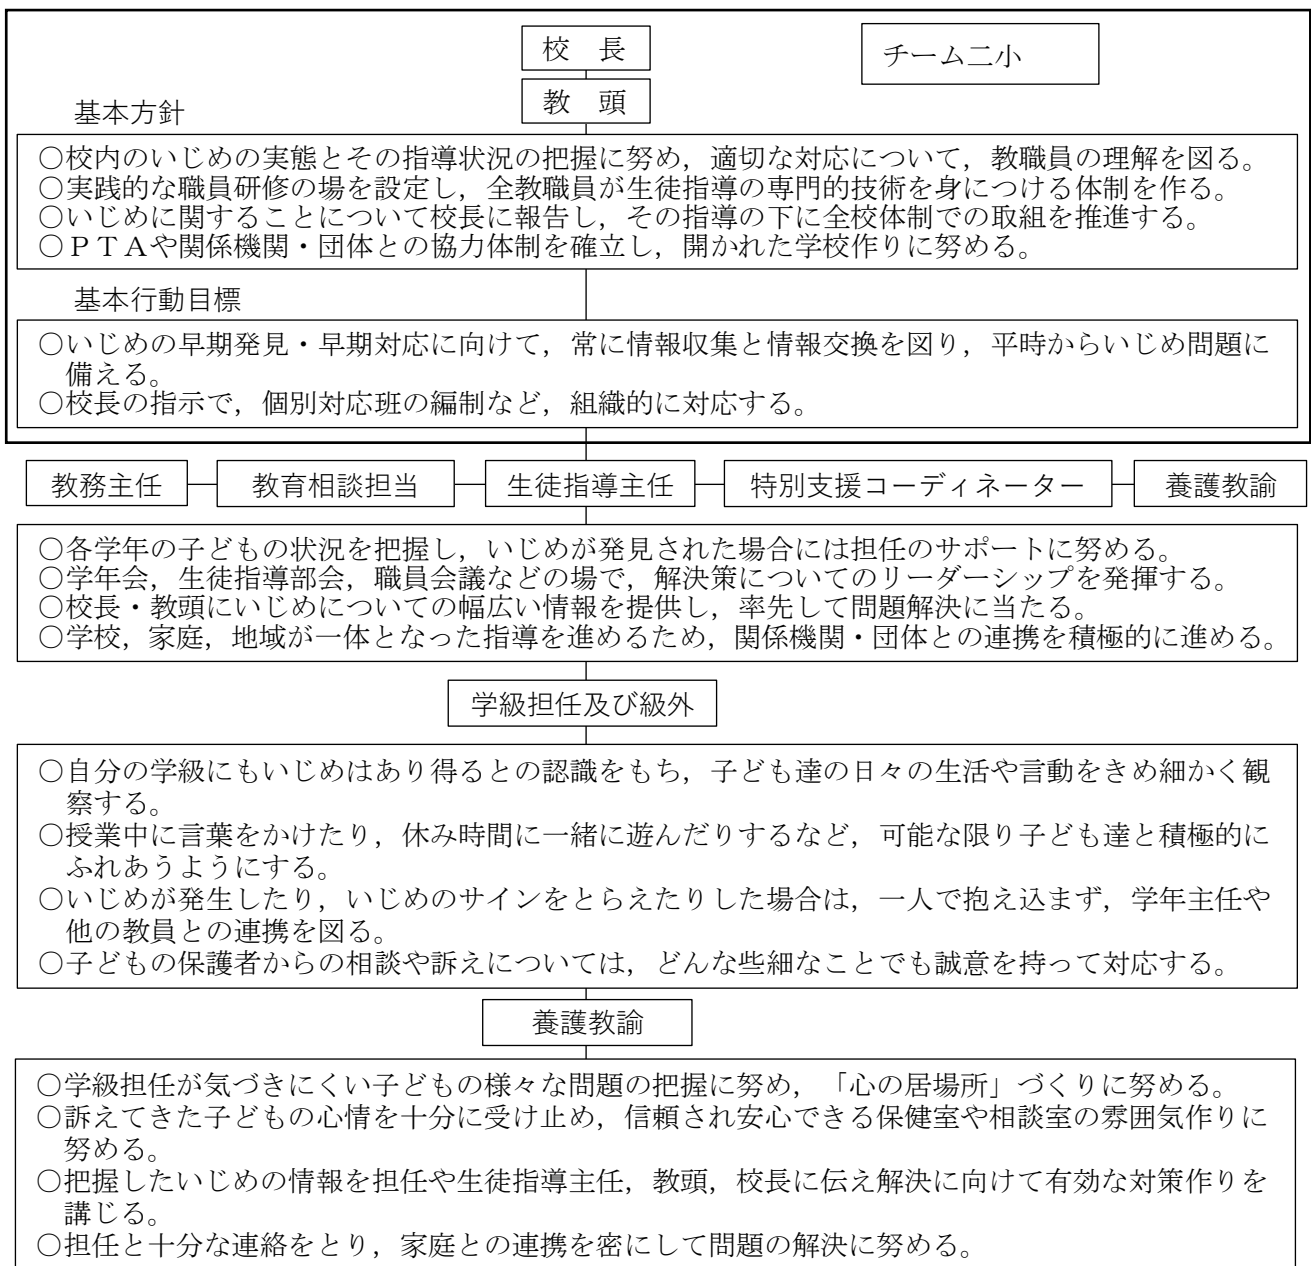 校　長
チーム二小
教　頭
基本方針
○校内のいじめの実態とその指導状況の把握に努め，適切な対応について，教職員の理解を図る。
○実践的な職員研修の場を設定し，全教職員が生徒指導の専門的技術を身につける体制を作る。
○いじめに関することについて校長に報告し，その指導の下に全校体制での取組を推進する。
○ＰＴＡや関係機関・団体との協力体制を確立し，開かれた学校作りに努める。
基本行動目標
○いじめの早期発見・早期対応に向けて，常に情報収集と情報交換を図り，平時からいじめ問題に
備える。
○校長の指示で，個別対応班の編制など，組織的に対応する。
教務主任　教育相談担当　生徒指導主任　特別支援コーディネーター　養護教諭
○各学年の子どもの状況を把握し，いじめが発見された場合には担任のサポートに努める。
○学年会，生徒指導部会，職員会議などの場で，解決策についてのリーダーシップを発揮する。
○校長・教頭にいじめについての幅広い情報を提供し，率先して問題解決に当たる。
○学校，家庭，地域が一体となった指導を進めるため，関係機関・団体との連携を積極的に進める。
学級担任及び級外
○自分の学級にもいじめはあり得るとの認識をもち，子ども達の日々の生活や言動をきめ細かく観
察する。
○授業中に言葉をかけたり，休み時間に一緒に遊んだりするなど，可能な限り子ども達と積極的に
ふれあうようにする。
○いじめが発生したり，いじめのサインをとらえたりした場合は，一人で抱え込まず，学年主任や
他の教員との連携を図る。
○子どもの保護者からの相談や訴えについては，どんな些細なことでも誠意を持って対応する。
養護教諭
○学級担任が気づきにくい子どもの様々な問題の把握に努め，「心の居場所」づくりに努める。
○訴えてきた子どもの心情を十分に受け止め，信頼され安心できる保健室や相談室の雰囲気作りに
努める。
○把握したいじめの情報を担任や生徒指導主任，教頭，校長に伝え解決に向けて有効な対策作りを
講じる。
○担任と十分な連絡をとり，家庭との連携を密にして問題の解決に努める。